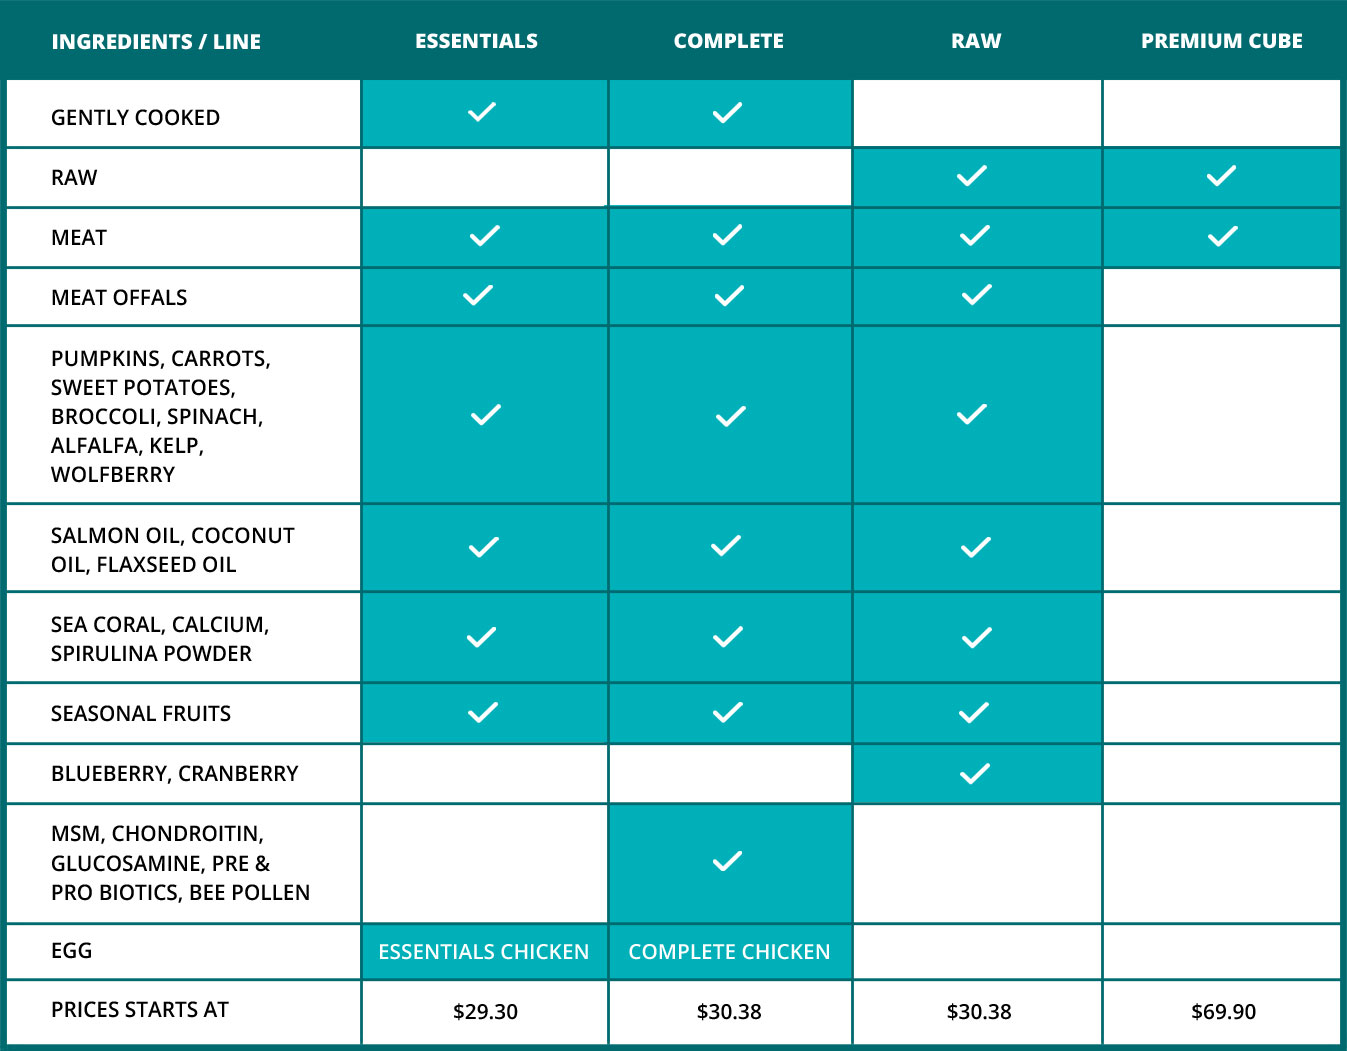 INGREDIENTS / LINE ESSENTIALS COMPLETE RAW PREMIUM CUBE
GENTLY COOKED
RAW
MEAT
MEAT OFFALS
PUMPKINS, CARROTS,
SWEET POTATOES,
BROCCOLI, SPINACH,
ALFALFA, KELP,
WOLFBERRY
SALMON OIL, COCONUT
OIL, FLAXSEED OIL
SEA CORAL, CALCIUM,
SPIRULINA POWDER
SEASONAL FRUITS
BLUEBERRY, CRANBERRY
MSM, CHONDROITIN,
GLUCOSAMINE, PRE &
PRO BIOTICS, BEE POLLEN
EGG ESSENTIALS CHICKEN COMPLETE CHICKEN
PRICES STARTS AT $29.30 $30.38 $30.38 $69.90